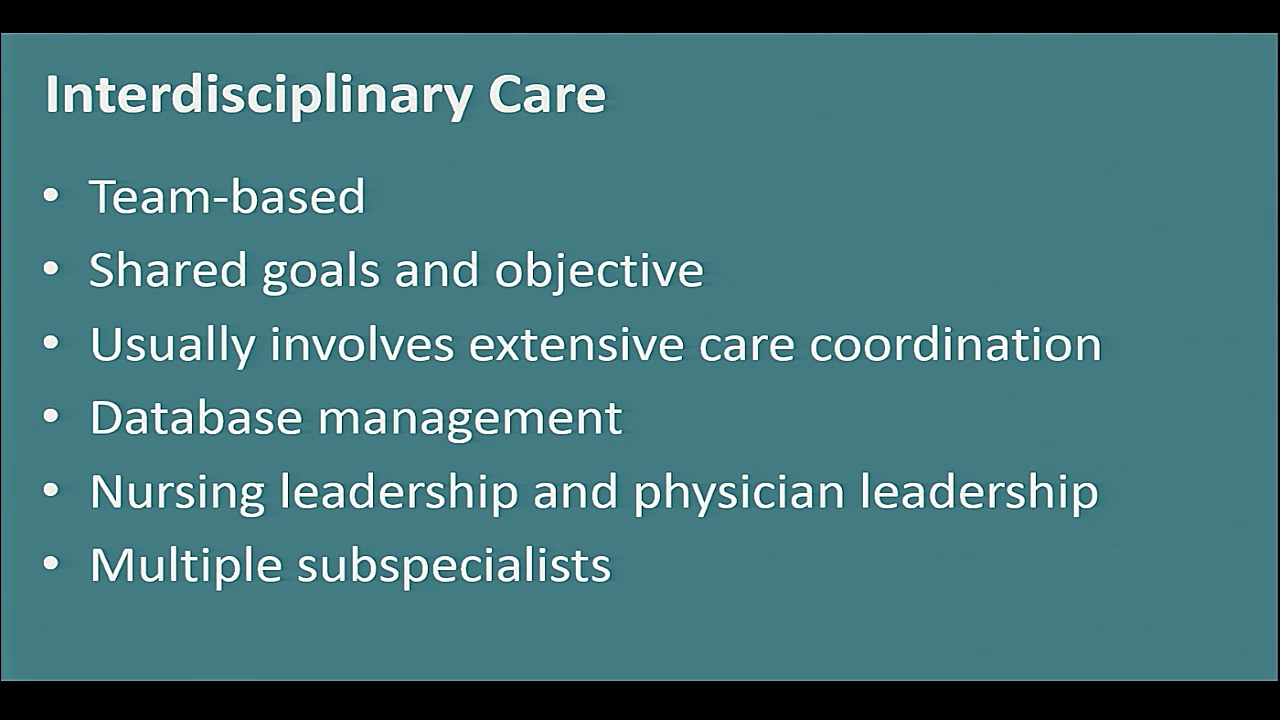 Interdisciplinary Care
• Team-based
• Shared goals and objective
• Usually involves extensive care coordination
• Database management
• Nursing leadership and physician leadership
• Multiple subspecialists